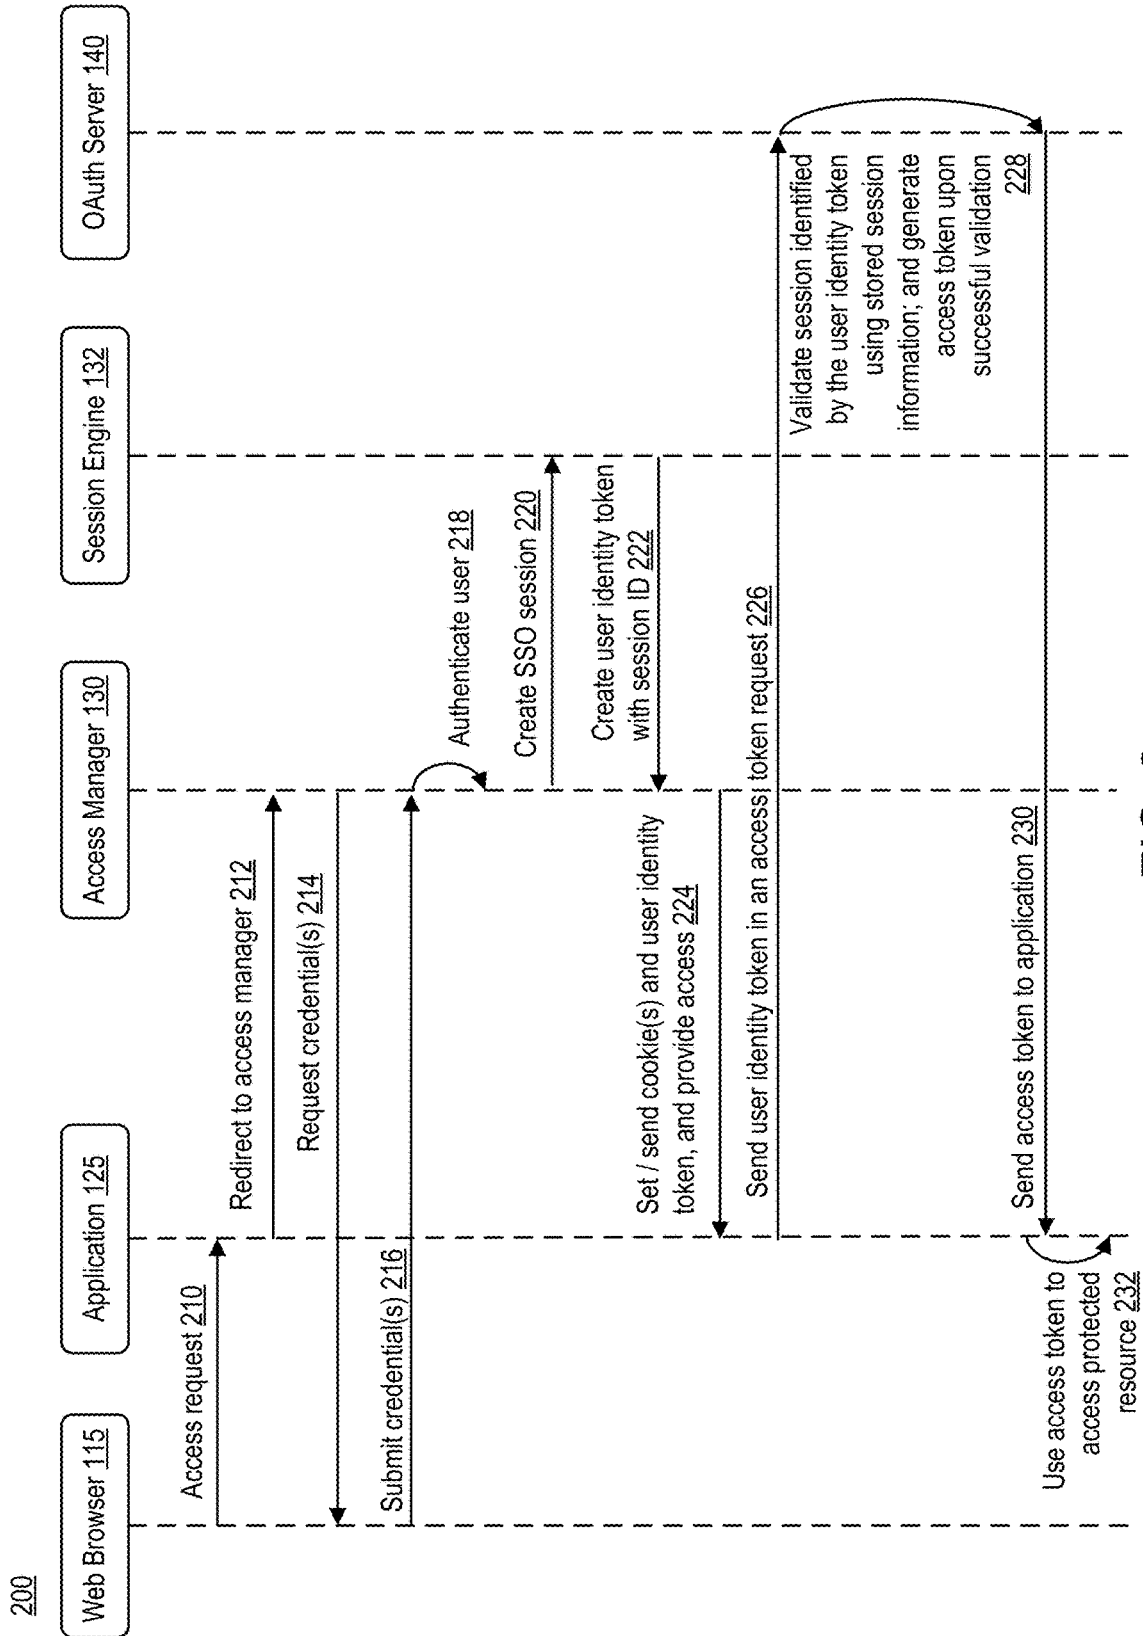 200
Web Browser 115
Application 125
Access Manager 130
Session Engine 132
OAuth Server 140
Access request 210
Redirect to access manager 212
Request credential(s) 214
Submit credential(s) 216
Authenticate user 218
Create SSO session 220
Create user identity token
with session ID 222
Set / send cookie(s) and user identity
token, and provide access 224
Send user identity token in an access token request 226
Validate session identified
by the user identity token
using stored session
information; and generate
access token upon
successful validation
228
Send access token to application 230
Use access token to
access protected
resource 232